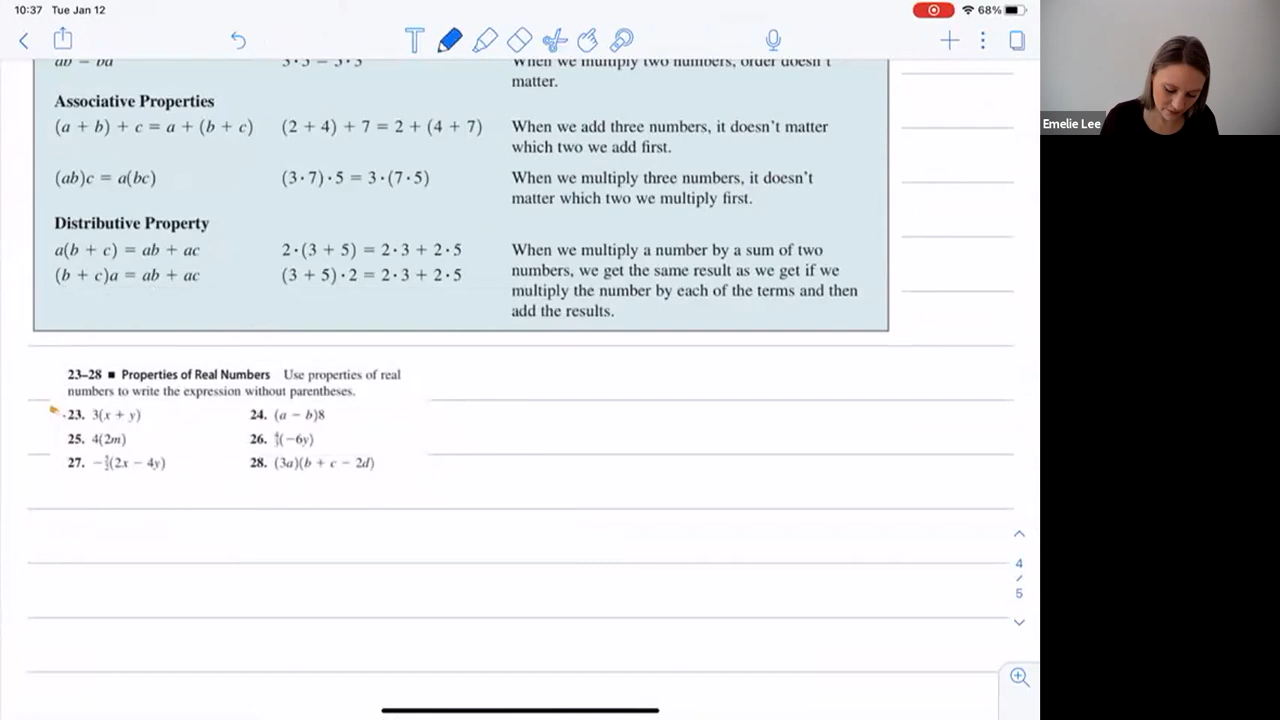 10:37 Tue Jan 12
68%
ab = ba
3 · 5 = 5 · 3
When we multiply two numbers, order doesn't
matter.
Associative Properties
(a + b) + c = a + (b + c)
(2 + 4) + 7 = 2 + (4 + 7)
When we add three numbers, it doesn't matter
which two we add first.
(ab)c = a(bc)
(3 · 7) · 5 = 3 · (7 · 5)
When we multiply three numbers, it doesn't
matter which two we multiply first.
Distributive Property
a(b + c) = ab + ac
2 · (3 + 5) = 2 · 3 + 2 · 5
When we multiply a number by a sum of two
(b + c)a = ab + ac
(3 + 5) · 2 = 2 · 3 + 2 · 5
numbers, we get the same result as we get if we
multiply the number by each of the terms and then
add the results.
23–28 ■ Properties of Real Numbers Use properties of real
numbers to write the expression without parentheses.
23. 3(x + y)
24. (a − b)8
25. 4(2m)
26. (−6y)
27. (2x − 4y)
28. (3a)(b + c − 2d)
4
/
5
Emelie Lee